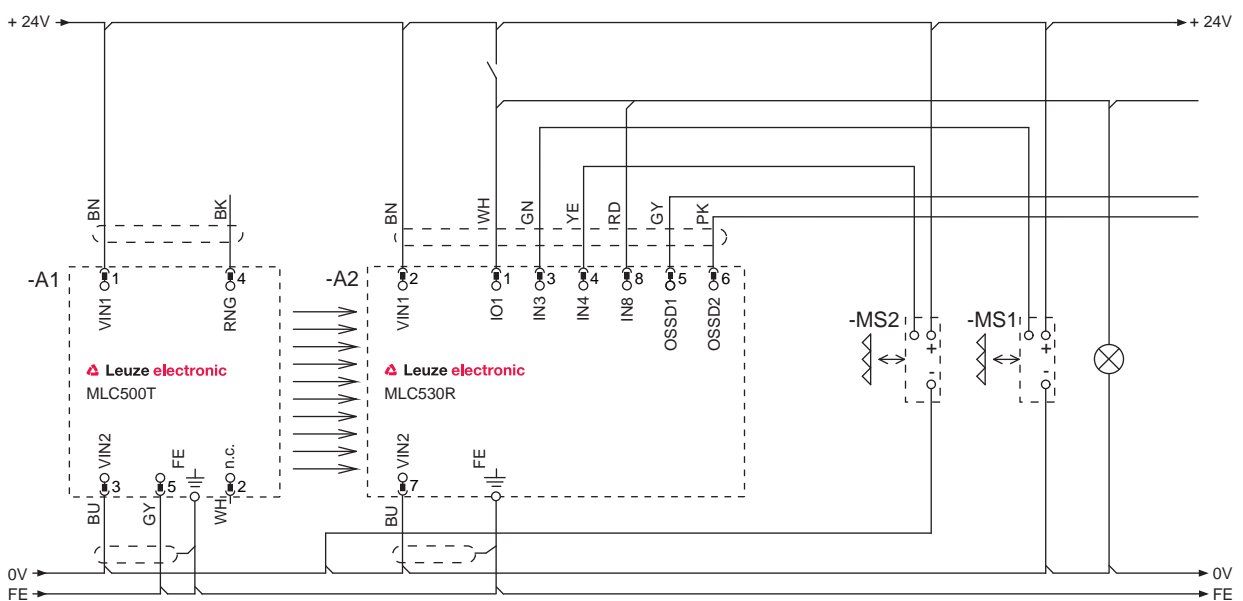 + 24V
+ 24V
BN
BK
BN
WH
GN
YE
RD
GY
PK
-A1
1
4
-A2
2
1
3
4
8
5
6
VIN1
RNG
VIN1
IO1
IN3
IN4
IN8
OSSD1
OSSD2
-MS2
-MS1
+
+
-
-
Leuze electronic
MLC500T
Leuze electronic
MLC530R
VIN2
FE
n.c.
VIN2
FE
3
5
2
7
BU
GY
WH
BU
0V
0V
FE
FE